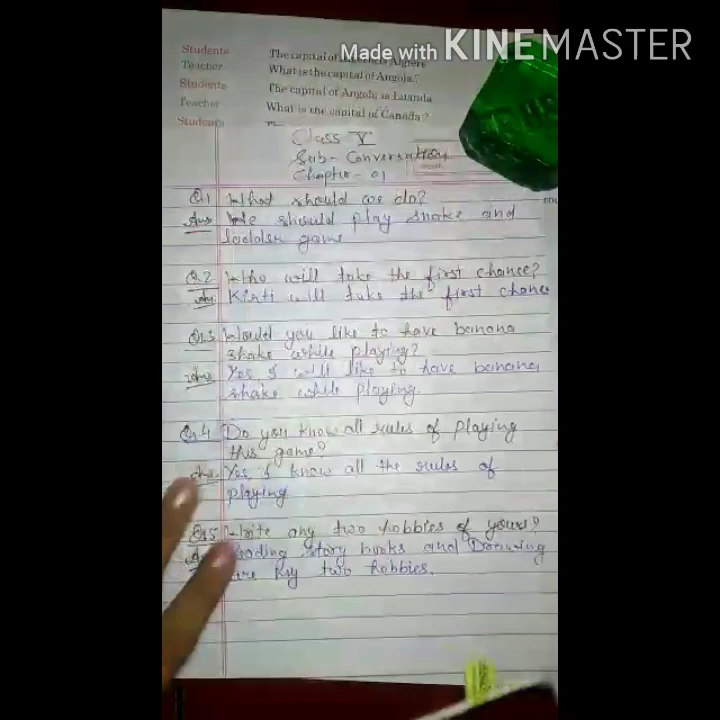 Made with KINEMASTER
Students The capital of is Algiers
Teacher What is the capital of Angola?
Students The capital of Angola is Luanda
Teacher What is the capital of Canada?
Students
Class V
Sub- Conversation
Chapter-01
Q.1 What should we do?
Ans We should play snake and
ladder game
Q.2 Who will take the first chance?
Ans Kirti will take the first chance
Q.3 Would you like to have banana
shake while playing?
Ans Yes I will like to have banana
shake while playing.
Q.4 Do you know all rules of playing
this game?
Ans. Yes, I know all the rules of
playing
Q.5 Write any two hobbies of yours?
Reading story books and Drawing
are my two hobbies.